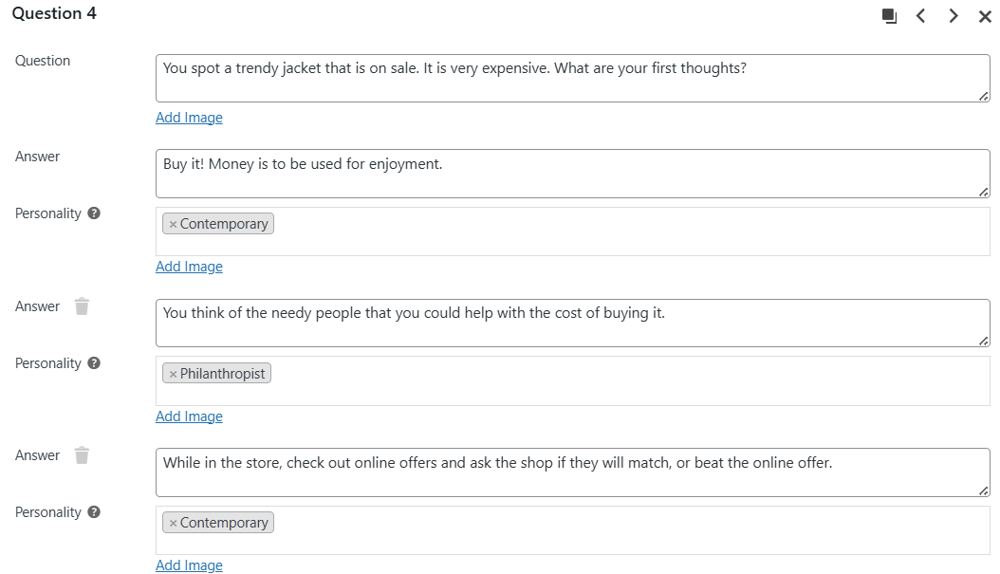 Question 4
Question
You spot a trendy jacket that is on sale. It is very expensive. What are your first thoughts?
Add Image
Answer
Buy it! Money is to be used for enjoyment.
Personality ?
× Contemporary
Add Image
Answer
You think of the needy people that you could help with the cost of buying it.
Personality ?
× Philanthropist
Add Image
Answer
While in the store, check out online offers and ask the shop if they will match, or beat the online offer.
Personality ?
× Contemporary
Add Image